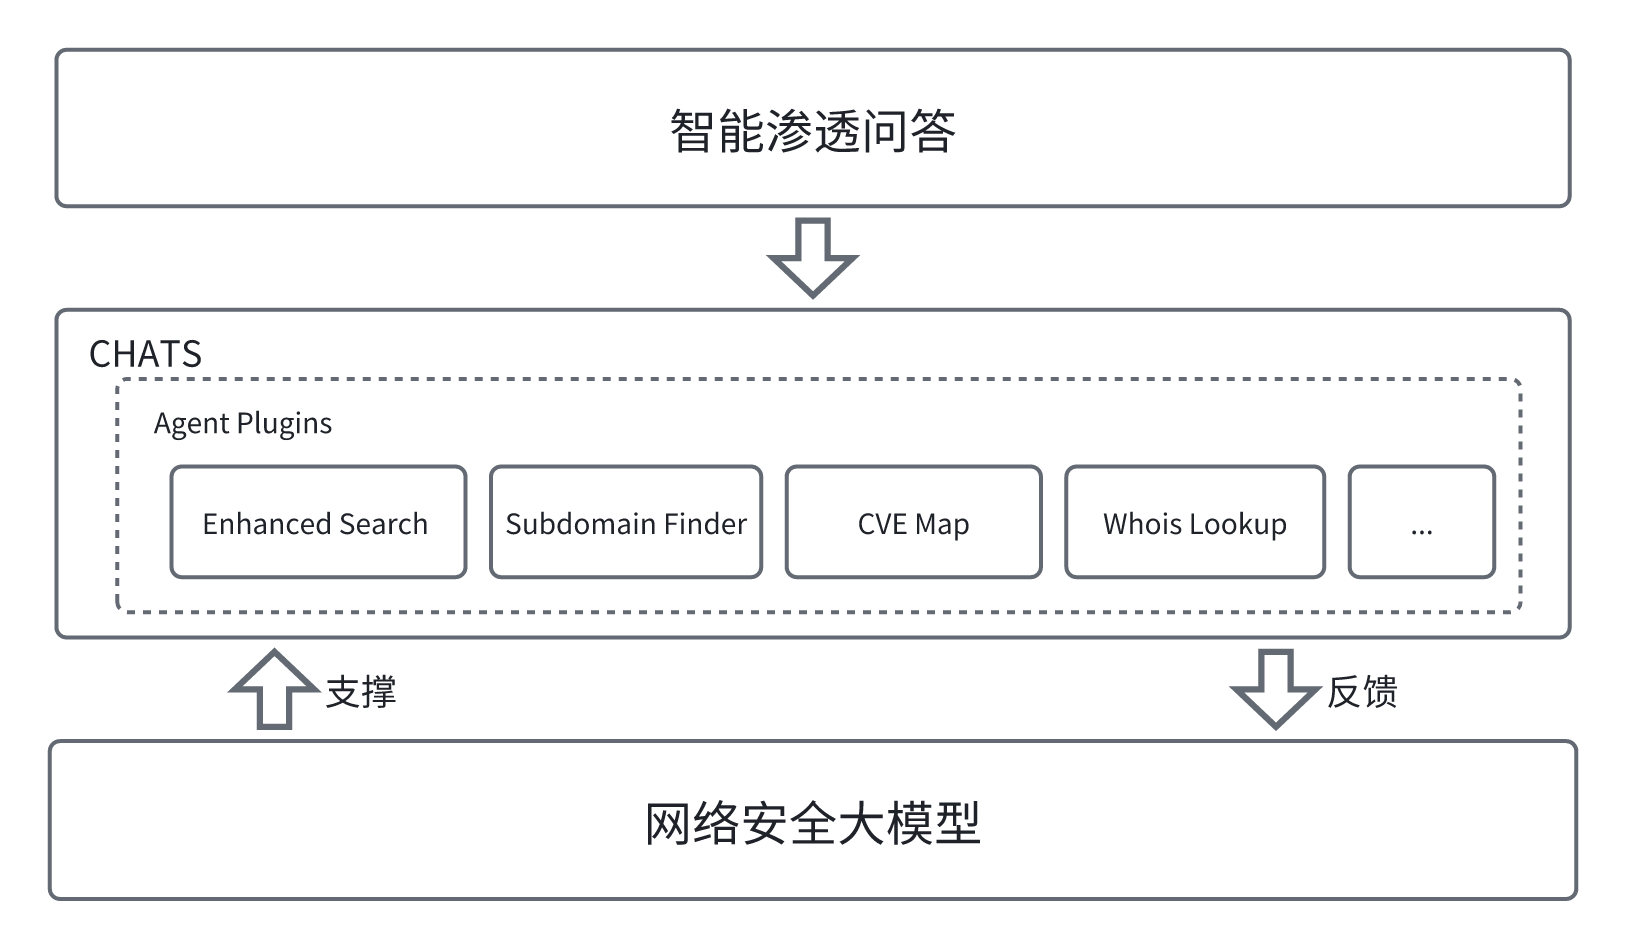 智能渗透问答
CHATS
Agent Plugins
Enhanced Search
Subdomain Finder
CVE Map
Whois Lookup
...
支撑
反馈
网络安全大模型